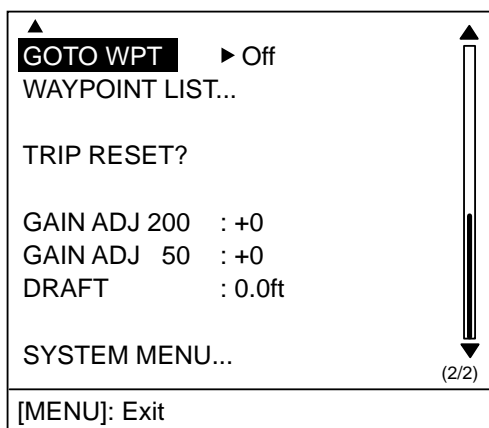 ▲
GOTO WPT ▶ Off
WAYPOINT LIST...
TRIP RESET?
GAIN ADJ 200 : +0
GAIN ADJ 50 : +0
DRAFT : 0.0ft
SYSTEM MENU...
(2/2)
[MENU]: Exit